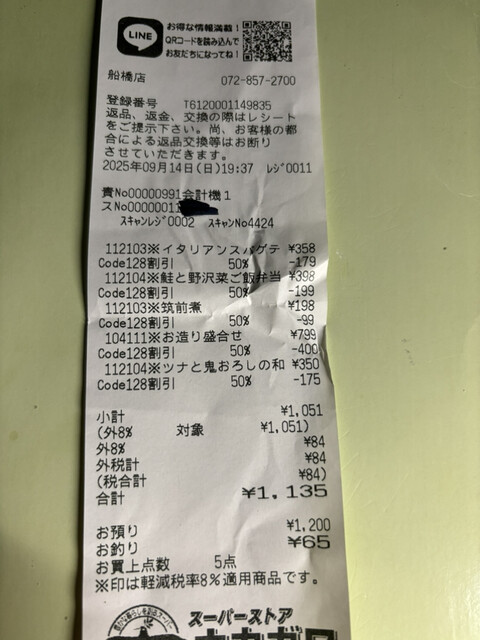 LINE
お得な情報満載!
QRコードを読み込んで
お友だちになってね!
船橋店 072-857-2700
登録番号 T6120001149835
返品、返金、交換の際はレシート
をご提示下さい。尚、お客様の都
合による返品交換等はお断り
させていただきます。
2025年09月14日(日)19:37 レジ0011
責No00000991会計機1
スNo0000001
スキャンレジ0002 スキャンNo4424
112103※イタリアンスパゲテ ¥358
Code128割引 50% -179
112104※鮭と野沢菜ご飯弁当 ¥398
Code128割引 50% -199
112103※筑前煮 ¥198
Code128割引 50% -99
104111※お造り盛合せ ¥799
Code128割引 50% -400
112104※ツナと鬼おろしの和 ¥350
Code128割引 50% -175
小計 ¥1,051
(外8% 対象 ¥1,051)
外8% ¥84
外税計 ¥84
(税合計 ¥84)
合計 ¥1,135
お預り ¥1,200
お釣り ¥65
お買上点数 5点
※印は軽減税率8%適用商品です。
スーパーストア